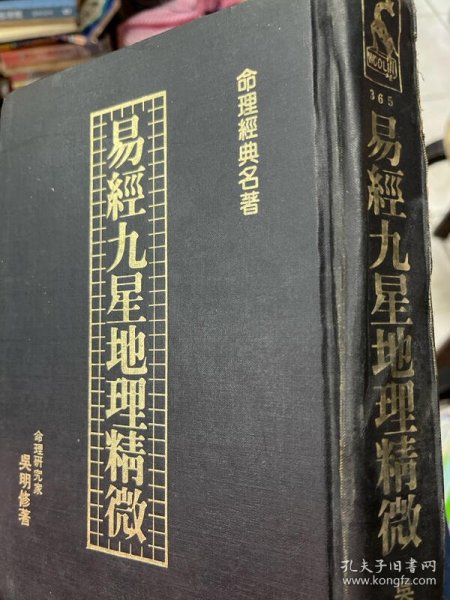 命理經典名著
易經九星地理精微
命理研究家
吳明修著
365
易經九星地理精微
孔夫子旧书网
kongfz.com